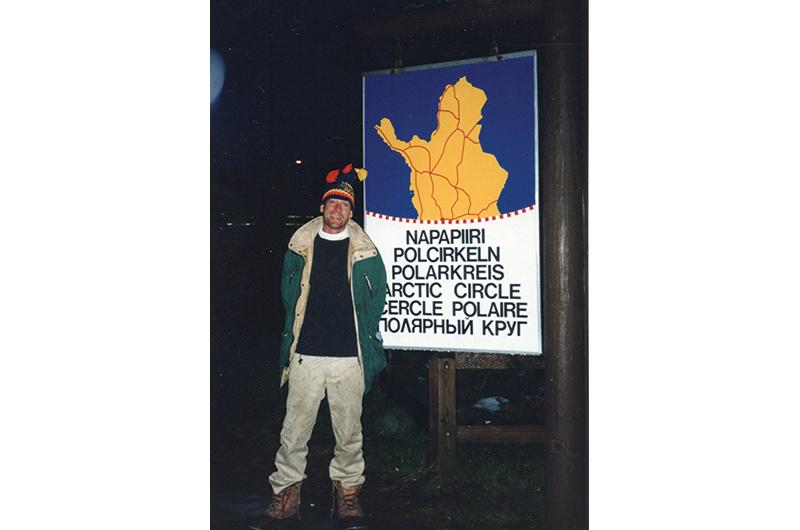 NAPAPIIRI
POLCIRKELN
POLARKREIS
ARCTIC CIRCLE
CERCLE POLAIRE
ПОЛЯРНЫЙ КРУГ